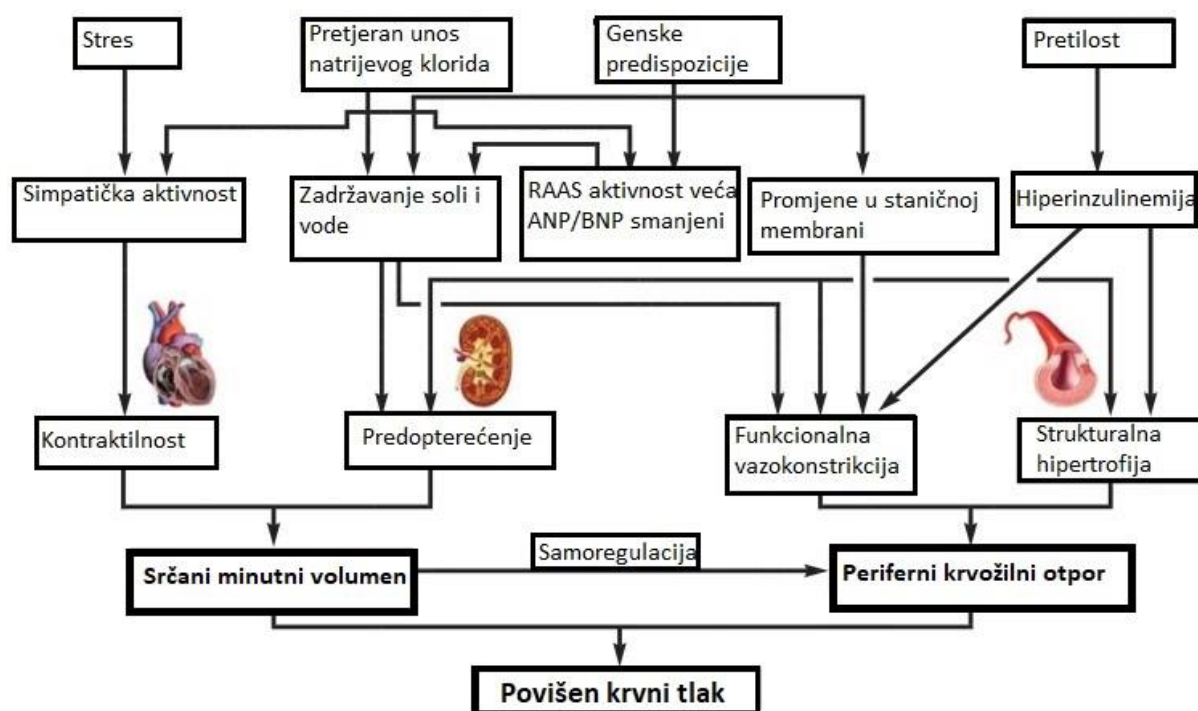 Stres
Pretjeran unos
natrijevog klorida
Genske
predispozicije
Pretilost
Simpatička aktivnost
Zadržavanje soli i
vode
RAAS aktivnost veća
ANP/BNP smanjeni
Promjene u staničnoj
membrani
Hiperinzulinemija
Kontraktilnost
Predopterećenje
Funkcionalna
vazokonstrikcija
Strukturalna
hipertrofija
Srčani minutni volumen
Samoregulacija
Periferni krvožilni otpor
Povišen krvni tlak